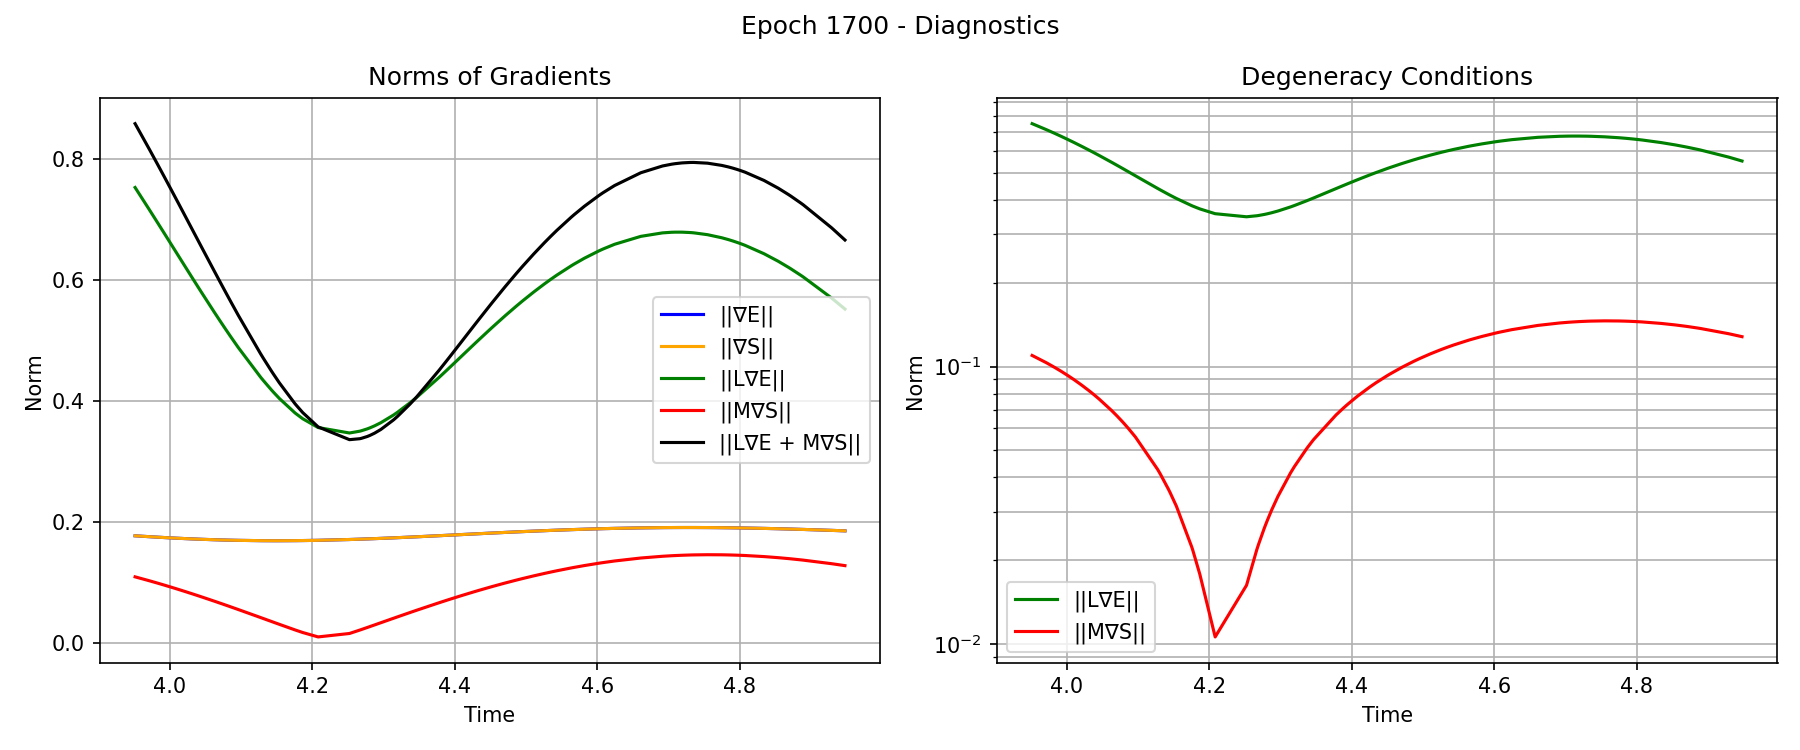 Epoch 1700 - Diagnostics
Norms of Gradients
Norm
0.8
0.6
0.4
0.2
0.0
4.0
4.2
4.4
4.6
4.8
Time
||∇E||
||∇S||
||L∇E||
||M∇S||
||L∇E + M∇S||
Degeneracy Conditions
Norm
10⁻¹
10⁻²
4.0
4.2
4.4
4.6
4.8
Time
||L∇E||
||M∇S||